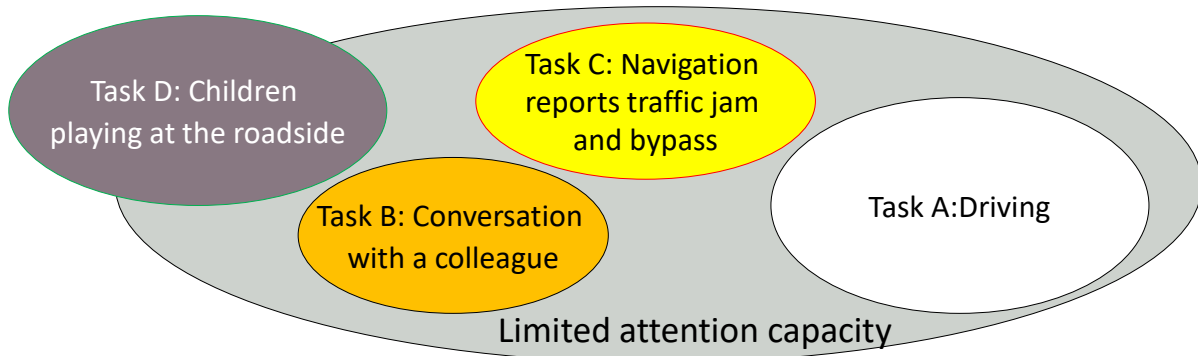 Task D: Children
playing at the roadside
Task C: Navigation
reports traffic jam
and bypass
Task B: Conversation
with a colleague
Task A:Driving
Limited attention capacity